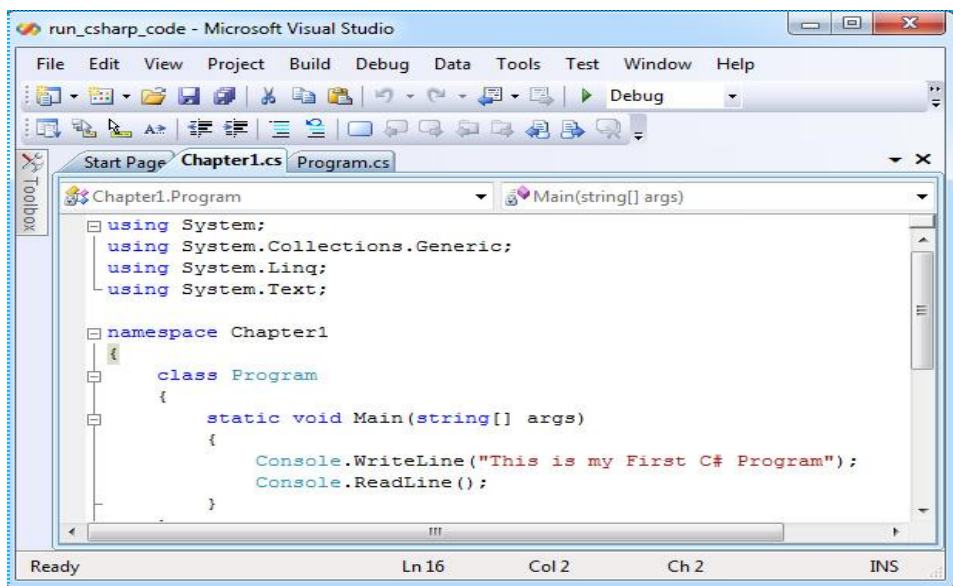 run_csharp_code - Microsoft Visual Studio
File Edit View Project Build Debug Data Tools Test Window Help
Debug
Start Page Chapter1.cs Program.cs
Toolbox
Chapter1.Program Main(string[] args)
using System;
using System.Collections.Generic;
using System.Linq;
using System.Text;
namespace Chapter1
{
class Program
{
static void Main(string[] args)
{
Console.WriteLine("This is my First C# Program");
Console.ReadLine();
}
Ready Ln 16 Col 2 Ch 2 INS